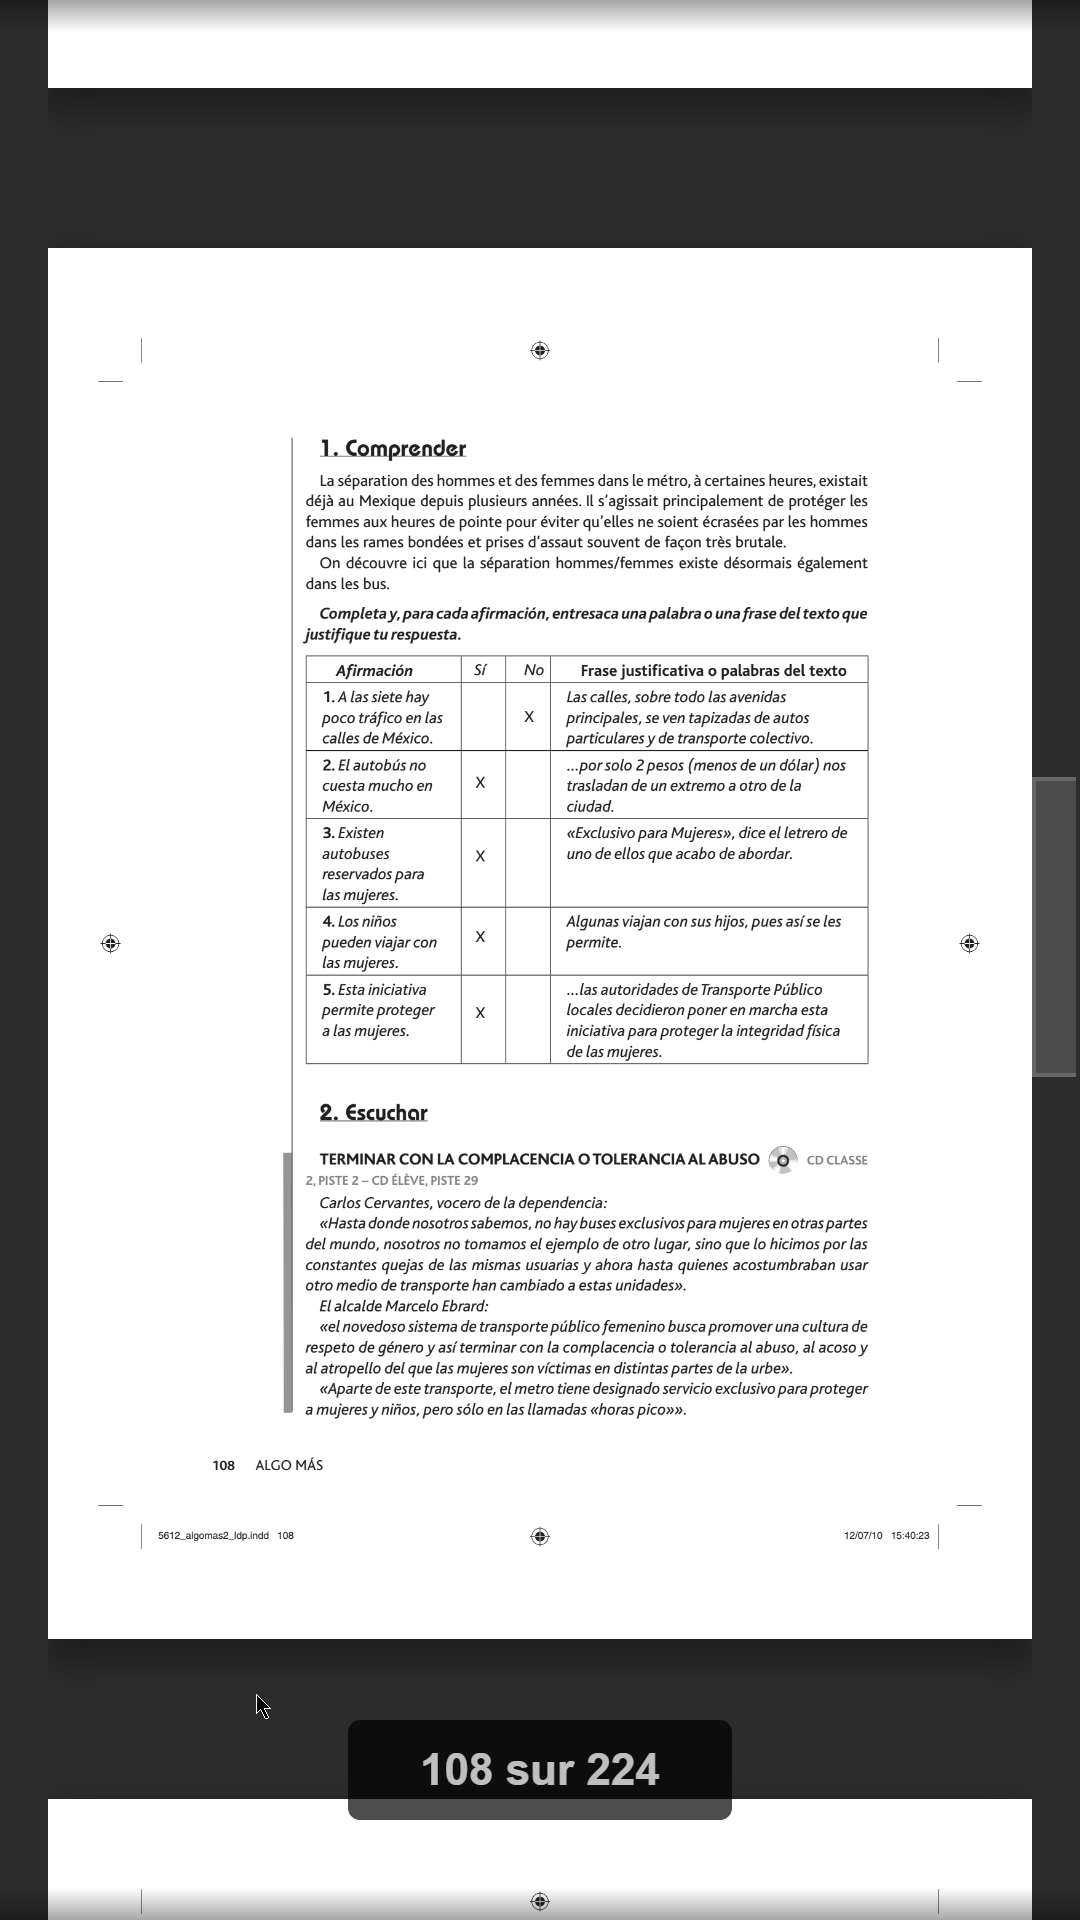 1. Comprender
La séparation des hommes et des femmes dans le métro, à certaines heures, existait
déjà au Mexique depuis plusieurs années. Il s’agissait principalement de protéger les
femmes aux heures de pointe pour éviter qu’elles ne soient écrasées par les hommes
dans les rames bondées et prises d’assaut souvent de façon très brutale.
On découvre ici que la séparation hommes/femmes existe désormais également
dans les bus.
Completa y, para cada afirmación, entresaca una palabra o una frase del texto que
justifique tu respuesta.
Afirmación Sí No Frase justificativa o palabras del texto
1. A las siete hay
poco tráfico en las
calles de México.
X
Las calles, sobre todo las avenidas
principales, se ven tapizadas de autos
particulares y de transporte colectivo.
2. El autobús no
cuesta mucho en
México.
X
...por solo 2 pesos (menos de un dólar) nos
trasladan de un extremo a otro de la
ciudad.
3. Existen
autobuses
reservados para
las mujeres.
X
«Exclusivo para Mujeres», dice el letrero de
uno de ellos que acabo de abordar.
4. Los niños
pueden viajar con
las mujeres.
X
Algunas viajan con sus hijos, pues así se les
permite.
5. Esta iniciativa
permite proteger
a las mujeres.
X
...las autoridades de Transporte Público
locales decidieron poner en marcha esta
iniciativa para proteger la integridad física
de las mujeres.
2. Escuchar
TERMINAR CON LA COMPLACENCIA O TOLERANCIA AL ABUSO CD CLASSE
2, PISTE 2 – CD ÉLÈVE, PISTE 29
Carlos Cervantes, vocero de la dependencia:
«Hasta donde nosotros sabemos, no hay buses exclusivos para mujeres en otras partes
del mundo, nosotros no tomamos el ejemplo de otro lugar, sino que lo hicimos por las
constantes quejas de las mismas usuarias y ahora hasta quienes acostumbraban usar
otro medio de transporte han cambiado a estas unidades».
El alcalde Marcelo Ebrard:
«el novedoso sistema de transporte público femenino busca promover una cultura de
respeto de género y así terminar con la complacencia o tolerancia al abuso, al acoso y
al atropello del que las mujeres son víctimas en distintas partes de la urbe».
«Aparte de este transporte, el metro tiene designado servicio exclusivo para proteger
a mujeres y niños, pero sólo en las llamadas «horas pico»».
108 ALGO MÁS
5612_algomas2_ldp.indd 108 12/07/10 15:40:23
108 sur 224